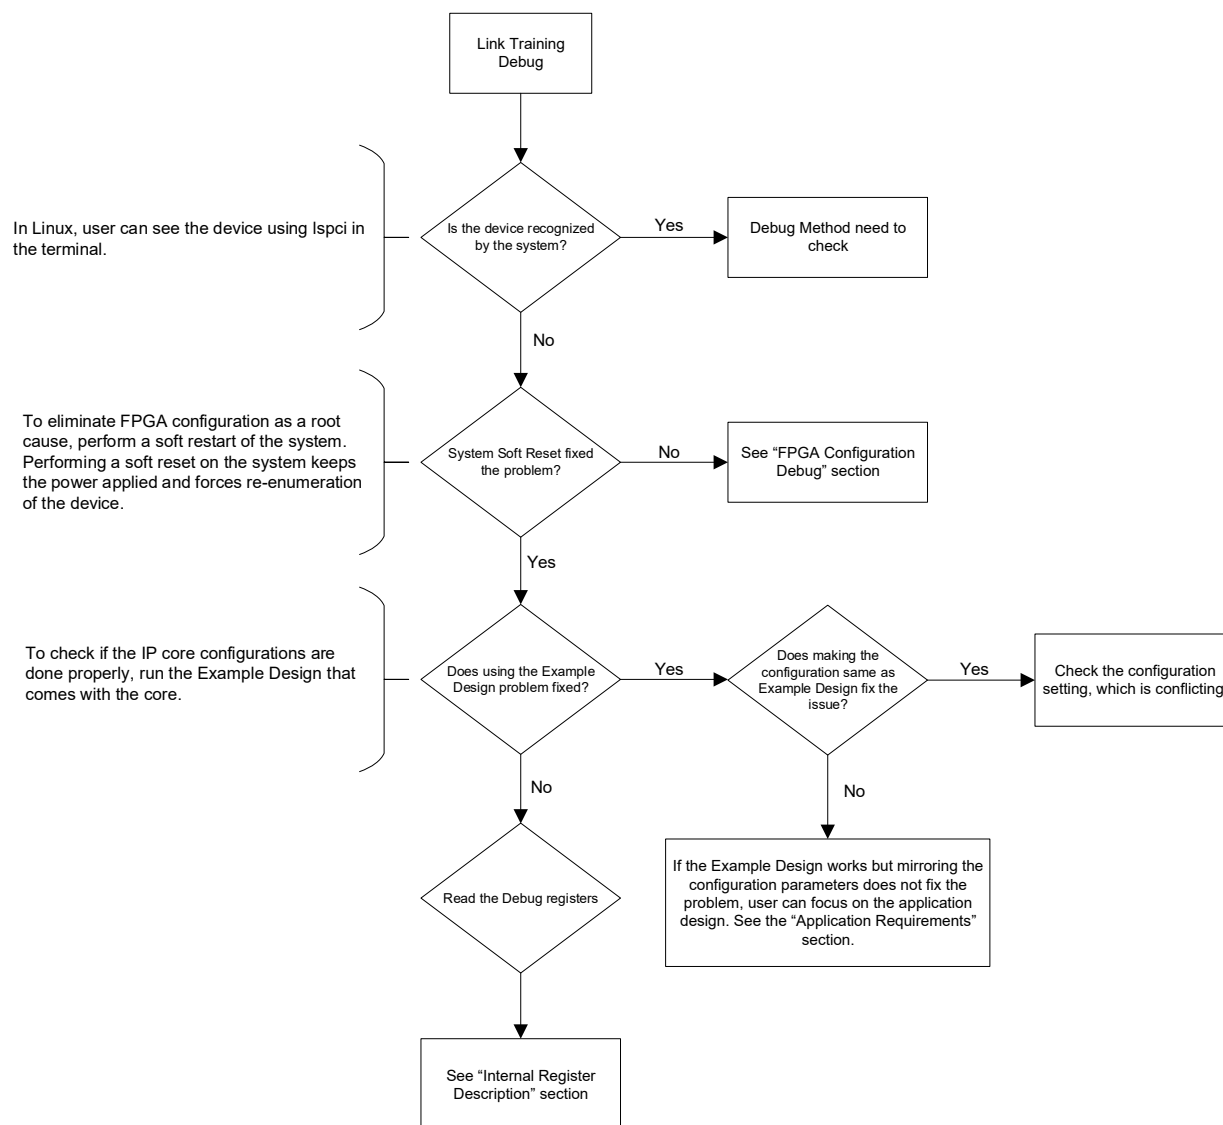 Link Training
Debug
In Linux, user can see the device using lspci in
the terminal.
Is the device recognized
by the system?
Yes
Debug Method need to
check
No
To eliminate FPGA configuration as a root
cause, perform a soft restart of the system.
Performing a soft reset on the system keeps
the power applied and forces re-enumeration
of the device.
System Soft Reset fixed
the problem?
No
See “FPGA Configuration
Debug” section
Yes
To check if the IP core configurations are
done properly, run the Example Design that
comes with the core.
Does using the Example
Design problem fixed?
Yes
Does making the
configuration same as
Example Design fix the
issue?
Yes
Check the configuration
setting, which is conflicting
No
No
Read the Debug registers
If the Example Design works but mirroring the
configuration parameters does not fix the
problem, user can focus on the application
design. See the “Application Requirements”
section.
See “Internal Register
Description” section